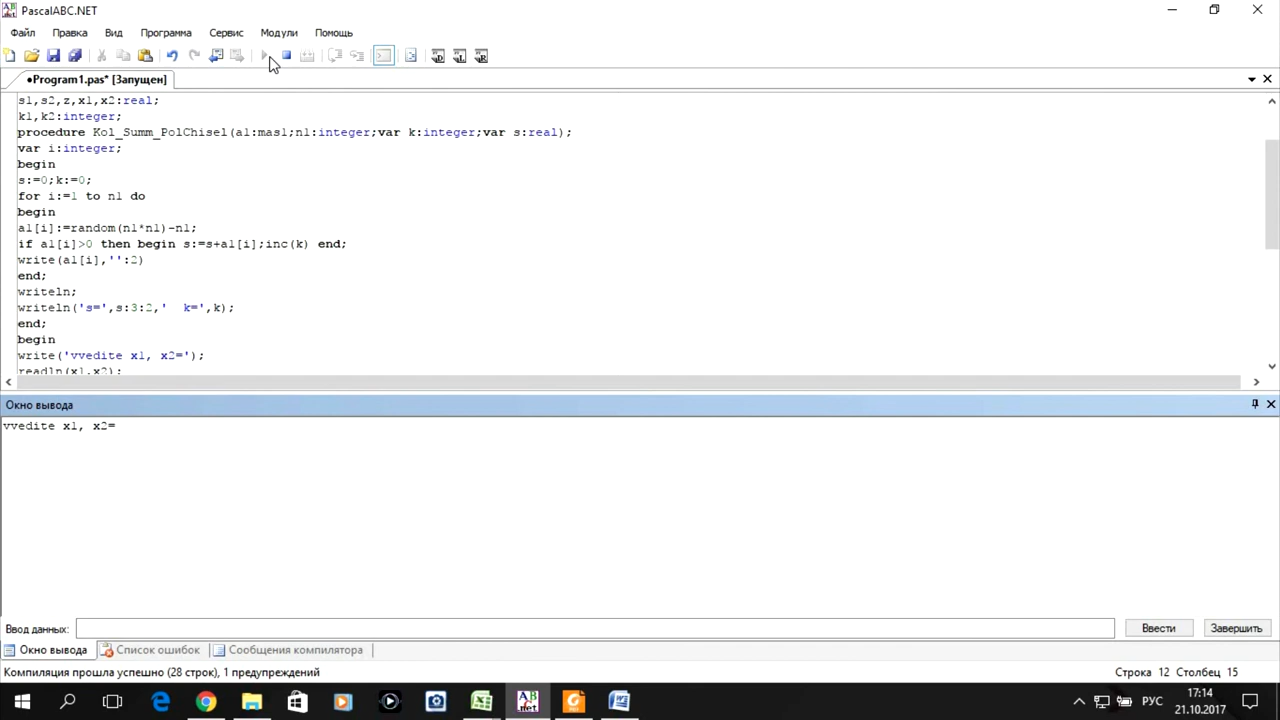 PascalABC.NET
Файл Правка Вид Программа Сервис Модули Помощь
•Program1.pas* [Запущен]
s1,s2,z,x1,x2:real;
k1,k2:integer;
procedure Kol_Summ_PolChisel(a1:mas1;n1:integer;var k:integer;var s:real);
var i:integer;
begin
s:=0;k:=0;
for i:=1 to n1 do
begin
a1[i]:=random(n1*n1)-n1;
if a1[i]>0 then begin s:=s+a1[i];inc(k) end;
write(a1[i],'':2)
end;
writeln;
writeln('s=',s:3:2,'  k=',k);
end;
begin
write('vvedite x1, x2=');
readln(x1,x2);
Окно вывода
vvedite x1, x2=
Ввод данных: Ввести Завершить
Окно вывода Список ошибок Сообщения компилятора
Компиляция прошла успешно (28 строк), 1 предупреждений Строка 12 Столбец 15
РУС 17:14
21.10.2017